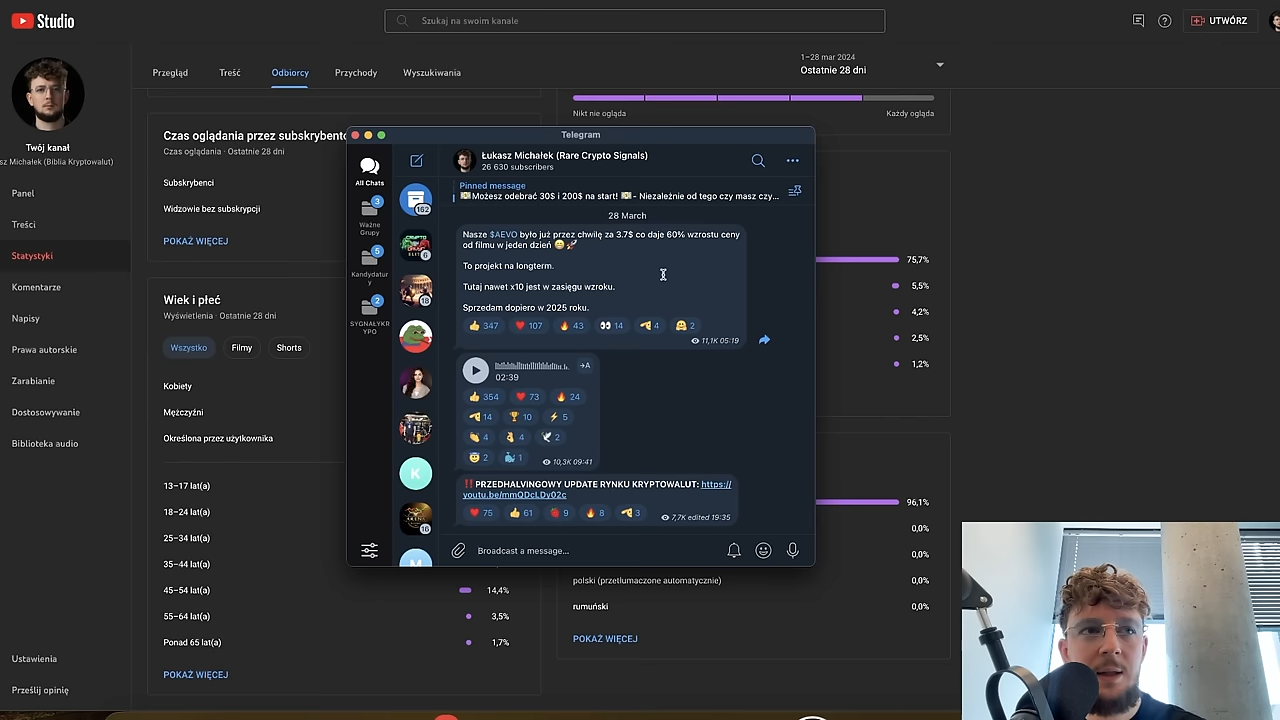 Studio
Szukaj na swoim kanale
UTWÓRZ
Twój kanał
sz Michałek (Biblia Kryptowalut)
Panel
Treści
Statystyki
Komentarze
Napisy
Prawa autorskie
Zarabianie
Dostosowywanie
Biblioteka audio
Ustawienia
Prześlij opinię
Przegląd
Treść
Odbiorcy
Przychody
Wyszukiwania
1–28 mar 2024
Ostatnie 28 dni
Nikt nie ogląda
Każdy ogląda
Czas oglądania przez subskrybentó
Czas oglądania · Ostatnie 28 dni
Subskrybenci
Widzowie bez subskrypcji
POKAŻ WIĘCEJ
Wiek i płeć
Wyświetlenia · Ostatnie 28 dni
Wszystko
Filmy
Shorts
Kobiety
Mężczyźni
Określona przez użytkownika
13–17 lat(a)
18–24 lat(a)
25–34 lat(a)
35–44 lat(a)
45–54 lat(a) 14,4%
55–64 lat(a) 3,5%
Ponad 65 lat(a) 1,7%
POKAŻ WIĘCEJ
Telegram
All Chats
3
Ważne
Grupy
6
Kandydatur
y
2
SYGNAŁYKR
YPO
162
6
18
K
16
M
Łukasz Michałek (Rare Crypto Signals)
26 630 subscribers
Pinned message
💵Możesz odebrać 30$ i 200$ na start! 💵- Niezależnie od tego czy masz czy...
28 March
Nasze $AEVO było już przez chwilę za 3.7$ co daje 60% wzrostu ceny
od filmu w jeden dzień 😄🚀
To projekt na longterm.
Tutaj nawet x10 jest w zasięgu wzroku.
Sprzedam dopiero w 2025 roku.
👍 347 ❤️ 107 🔥 43 👀 14 4 🤗 2
11,1K 05:19
→A
02:39
👍 354 ❤️ 73 🔥 24
14 🏆 10 ⚡ 5
👏 4 4 🕊 2
😇 2 🐳 1
10,3K 09:41
‼️PRZEDHALVINGOWY UPDATE RYNKU KRYPTOWALUT: https://
youtu.be/mmQDcLDy02c
❤️ 75 👍 61 🍓 9 🔥 8 3
7,7K edited 19:35
Broadcast a message...
75,7%
5,5%
4,2%
2,5%
1,2%
96,1%
0,0%
0,0%
polski (przetłumaczone automatycznie) 0,0%
rumuński 0,0%
POKAŻ WIĘCEJ